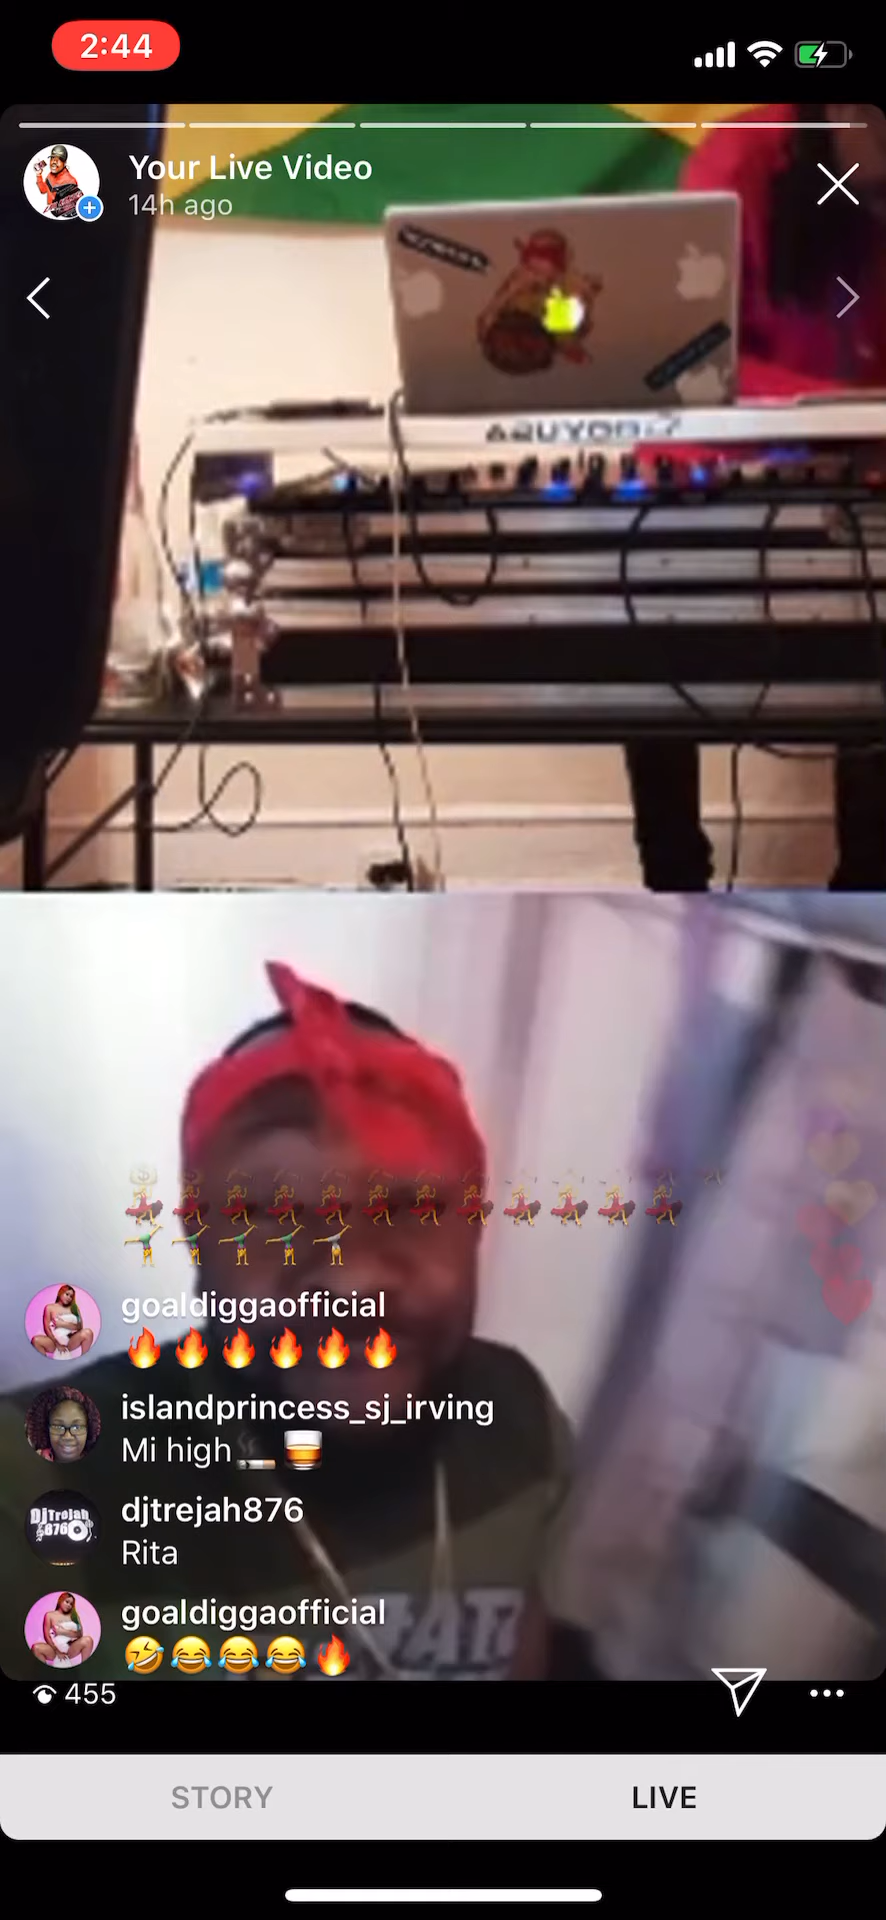 2:44
Your Live Video
14h ago
goaldiggaofficial
🔥🔥🔥🔥🔥🔥
islandprincess_sj_irving
Mi high🚬🥃
djtrejah876
Rita
goaldiggaofficial
🤣😂😂😂🔥
455
STORY
LIVE